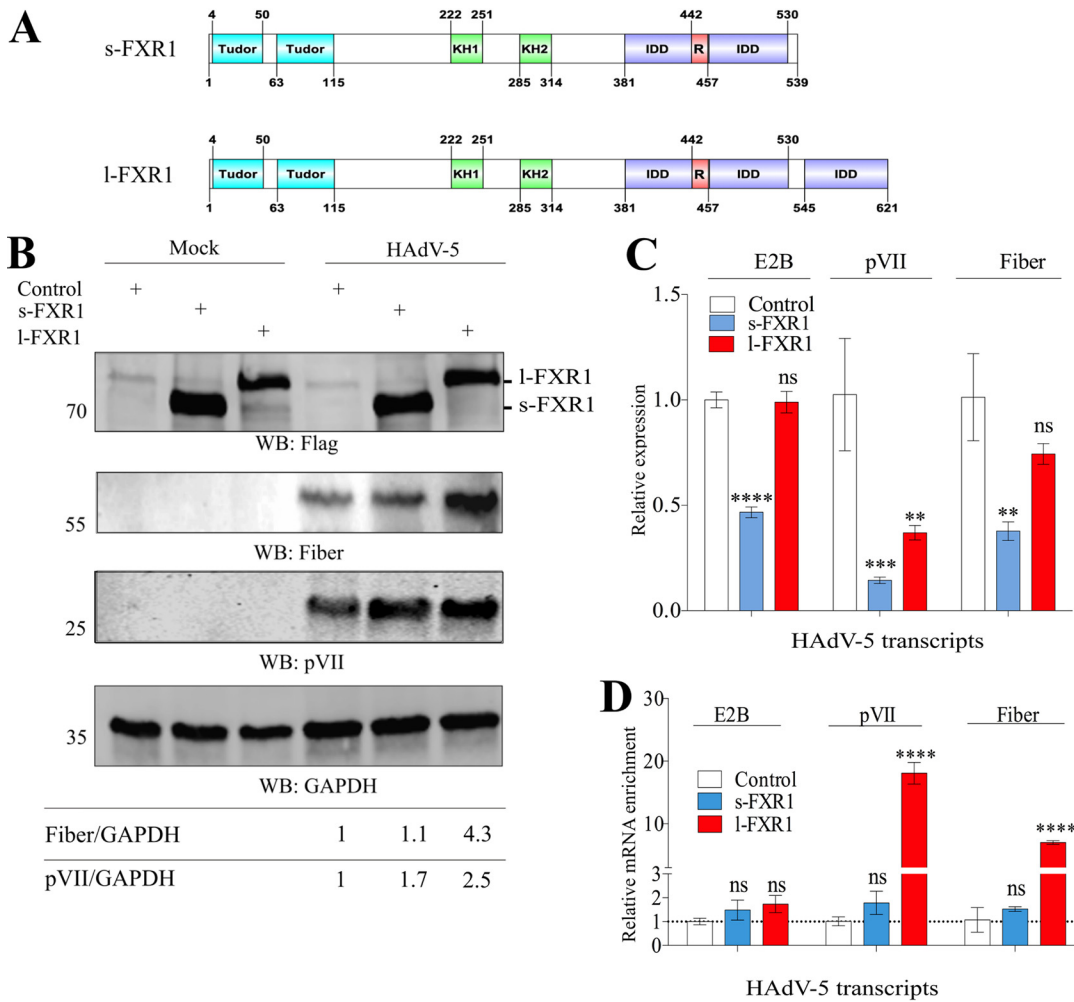 A
4 50 222 251 442 530
s-FXR1
Tudor Tudor KH1 KH2 IDD R IDD
1 63 115 285 314 381 457 539
4 50 222 251 442 530
l-FXR1
Tudor Tudor KH1 KH2 IDD R IDD IDD
1 63 115 285 314 381 457 545 621
B
Mock HAdV-5
Control + +
s-FXR1 + +
l-FXR1 + +
l-FXR1
70 s-FXR1
WB: Flag
55
WB: Fiber
25
WB: pVII
35
WB: GAPDH
Fiber/GAPDH 1 1.1 4.3
pVII/GAPDH 1 1.7 2.5
C
E2B pVII Fiber
Control
s-FXR1
l-FXR1
Relative expression
1.5
1.0
0.5
0.0
**** ns *** ** ** ns
HAdV-5 transcripts
D
E2B pVII Fiber
Control
s-FXR1
l-FXR1
Relative mRNA enrichment
30
20
10
3
2
1
0
ns ns ns **** ns ****
HAdV-5 transcripts